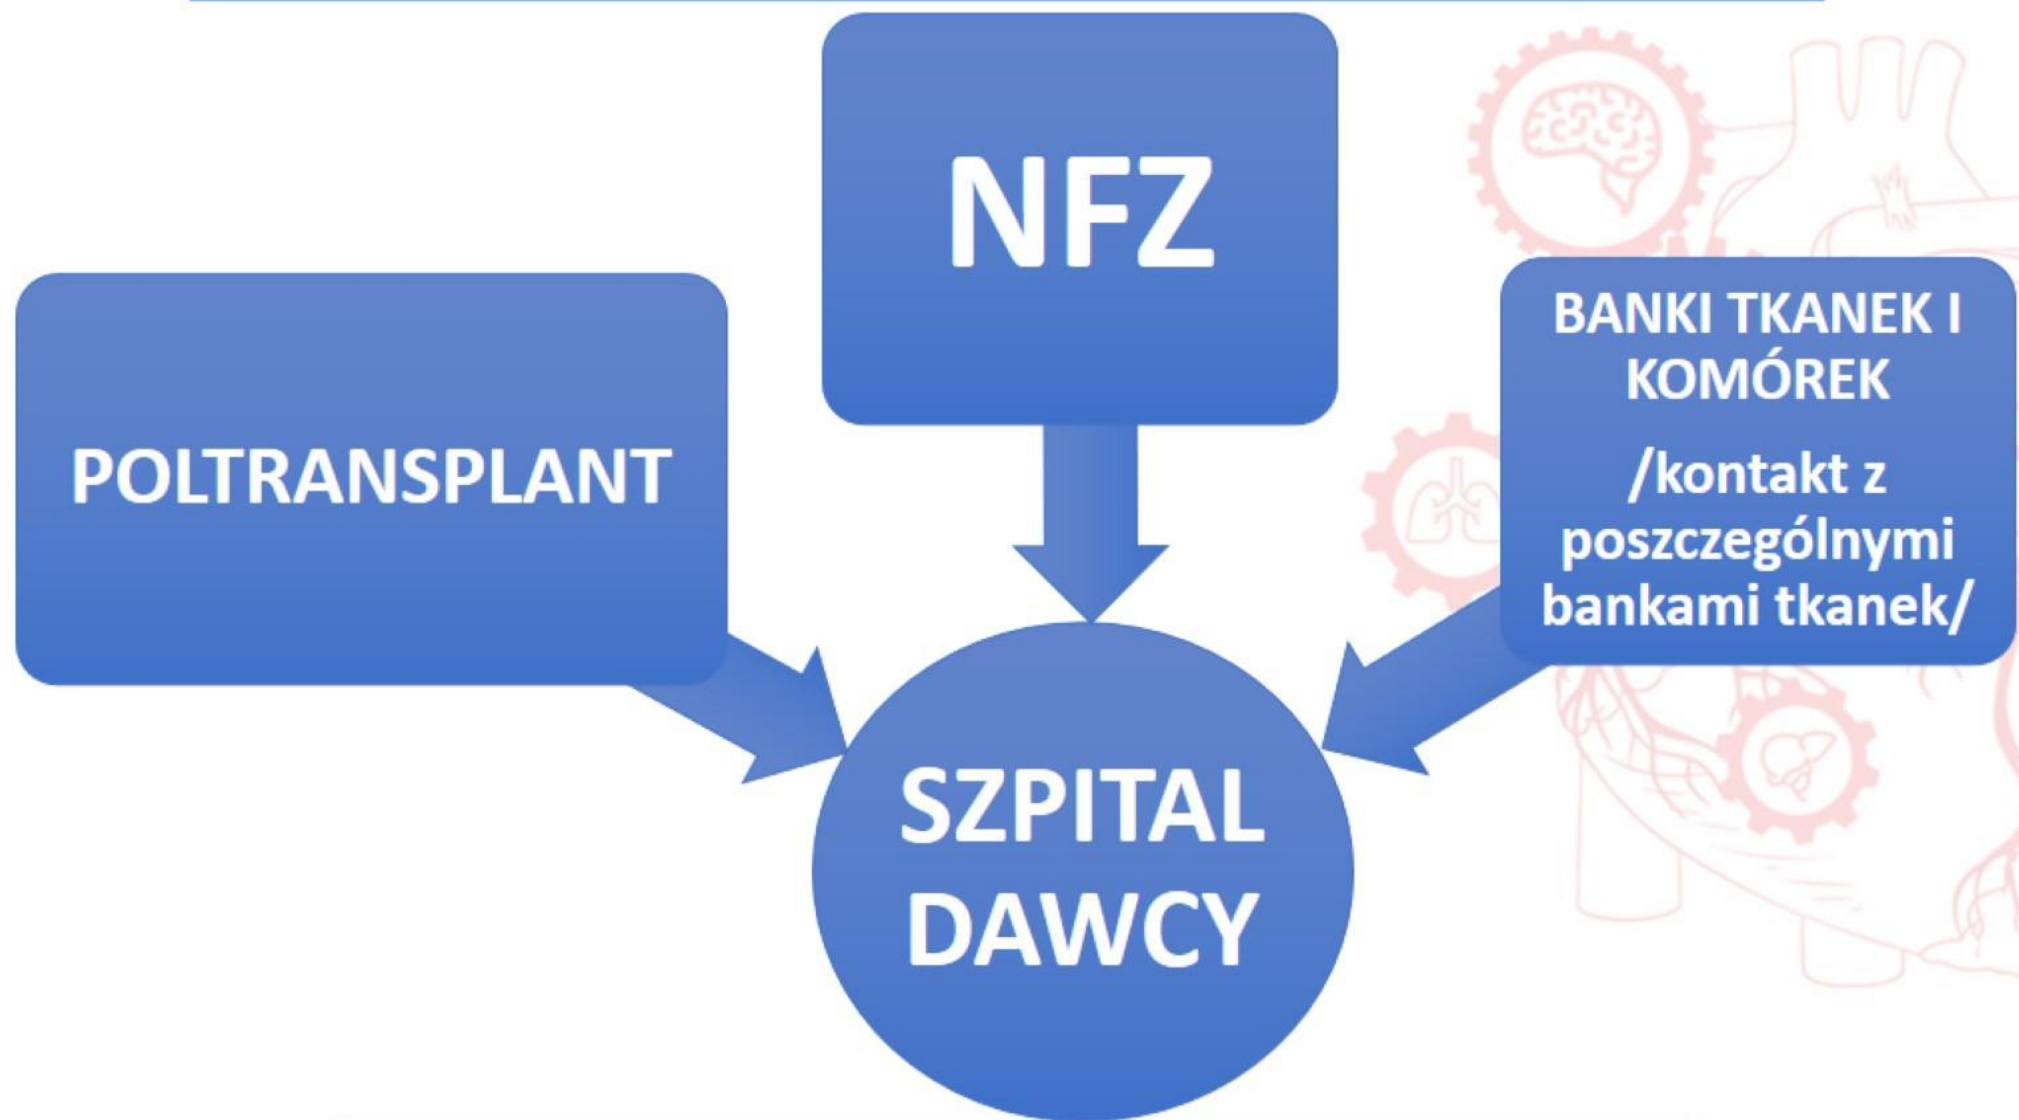 NFZ
POLTRANSPLANT
BANKI TKANEK I
KOMÓREK
/kontakt z
poszczególnymi
bankami tkanek/
SZPITAL
DAWCY